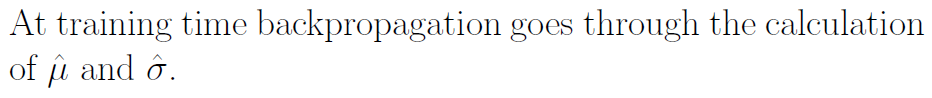 At training time backpropagation goes through the calculation
of μ̂ and σ̂.